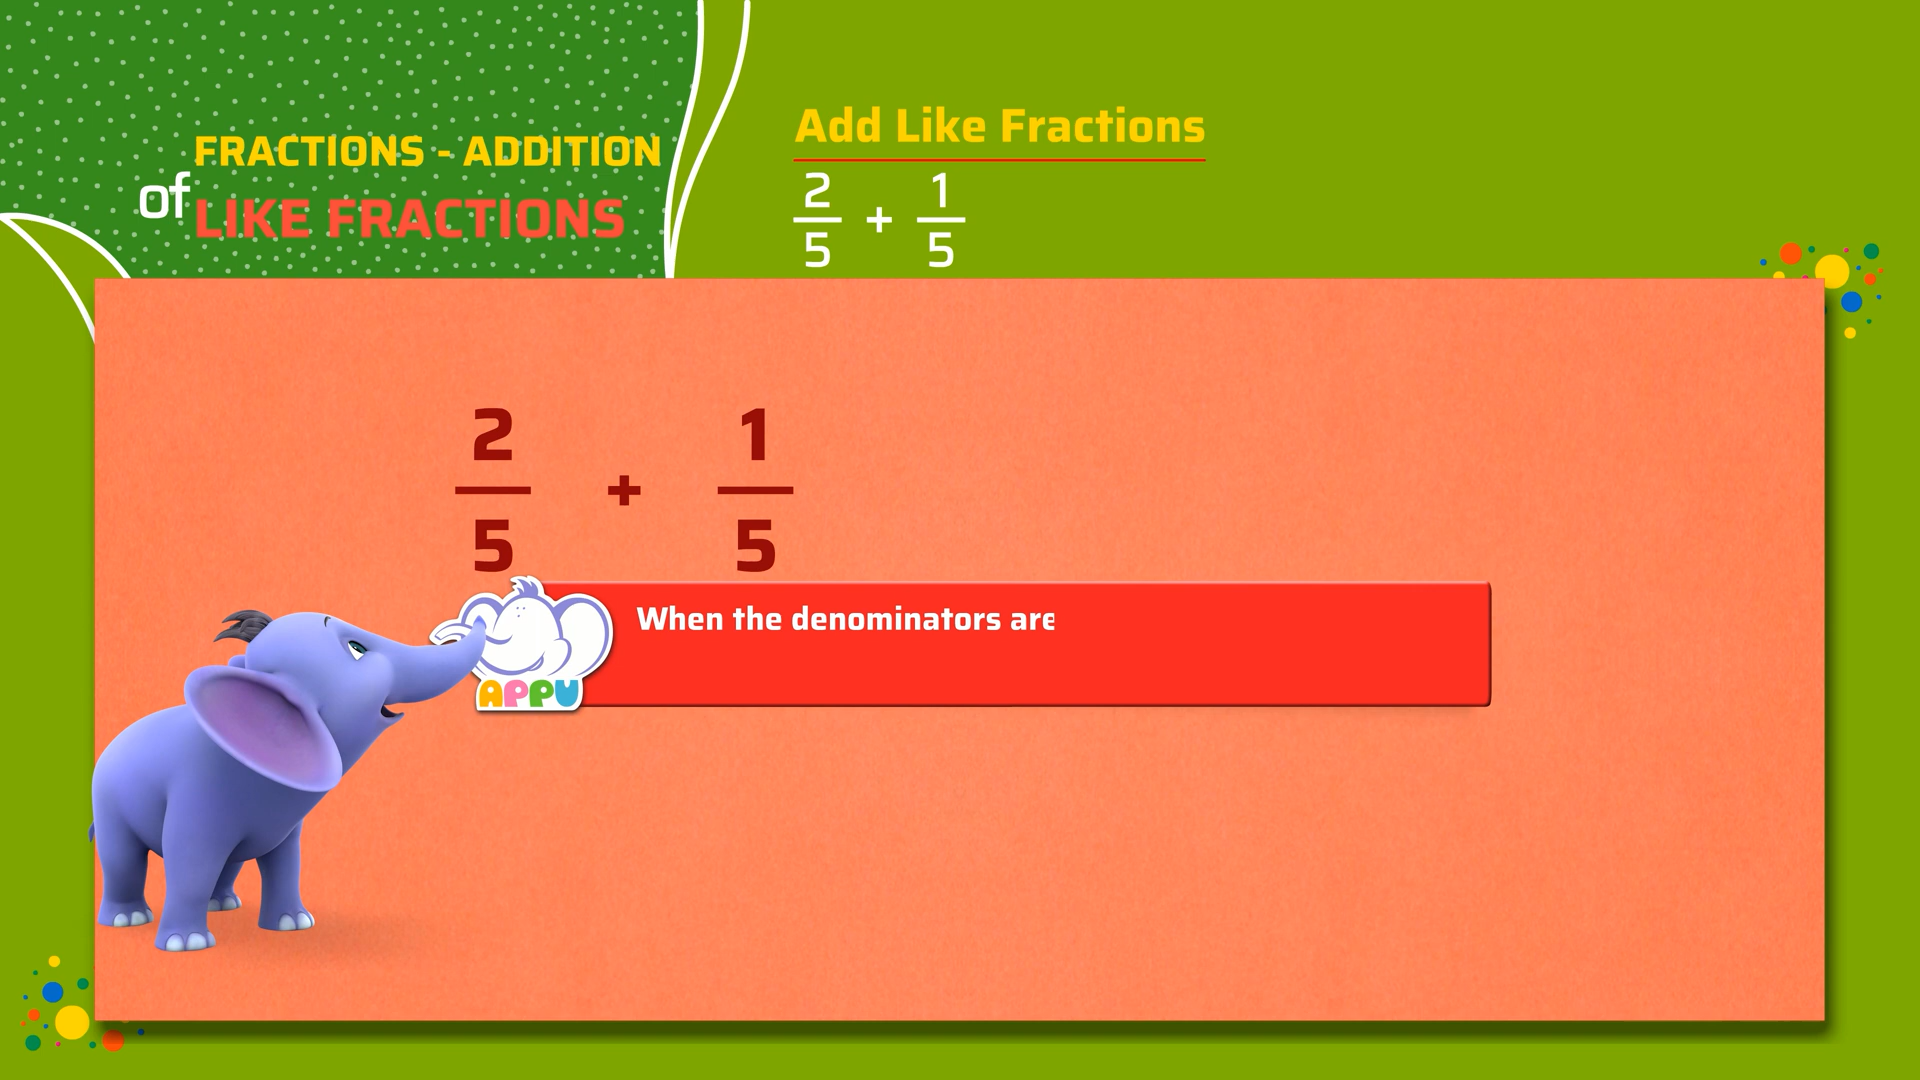 FRACTIONS - ADDITION
of LIKE FRACTIONS
Add Like Fractions
2/5 + 1/5
2/5 + 1/5
When the denominators are
APPU